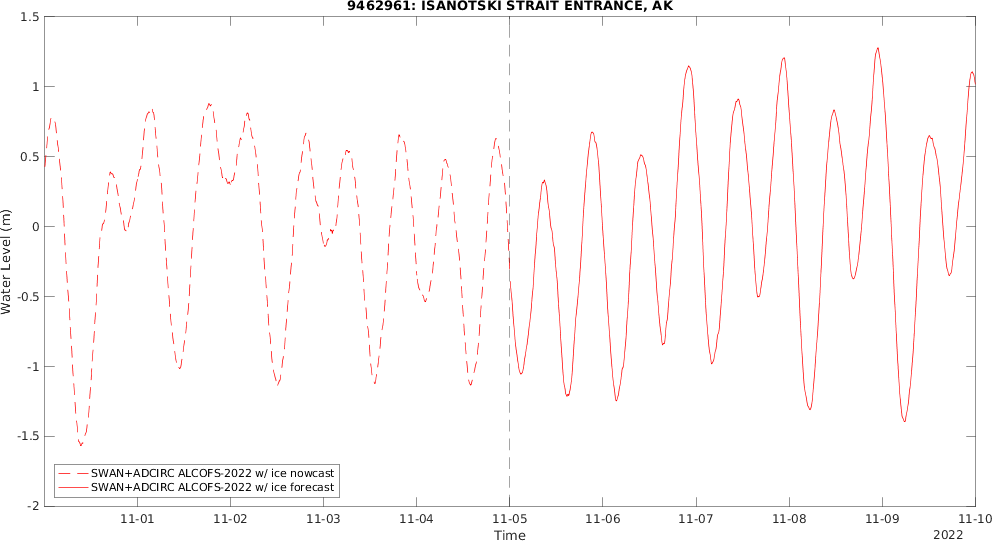 9462961: ISANOTSKI STRAIT ENTRANCE, AK
1.5
1
0.5
0
-0.5
-1
-1.5
-2
Water Level (m)
SWAN+ADCIRC ALCOFS-2022 w/ ice nowcast
SWAN+ADCIRC ALCOFS-2022 w/ ice forecast
11-01 11-02 11-03 11-04 11-05 11-06 11-07 11-08 11-09 11-10
Time
2022